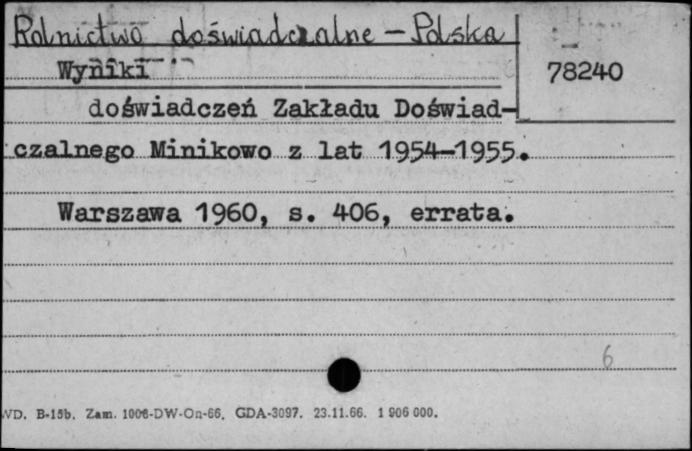 Rolnictwo doświadczalne - Polska
Wyniki
78240
doświadczeń Zakładu Doświad-
czalnego Minikowo z lat 1954-1955.
Warszawa 1960, s. 406, errata.
6
WD. B-15b. Zam. 1006-DW-On-66. GDA-3097. 23.11.66. 1 906 000.